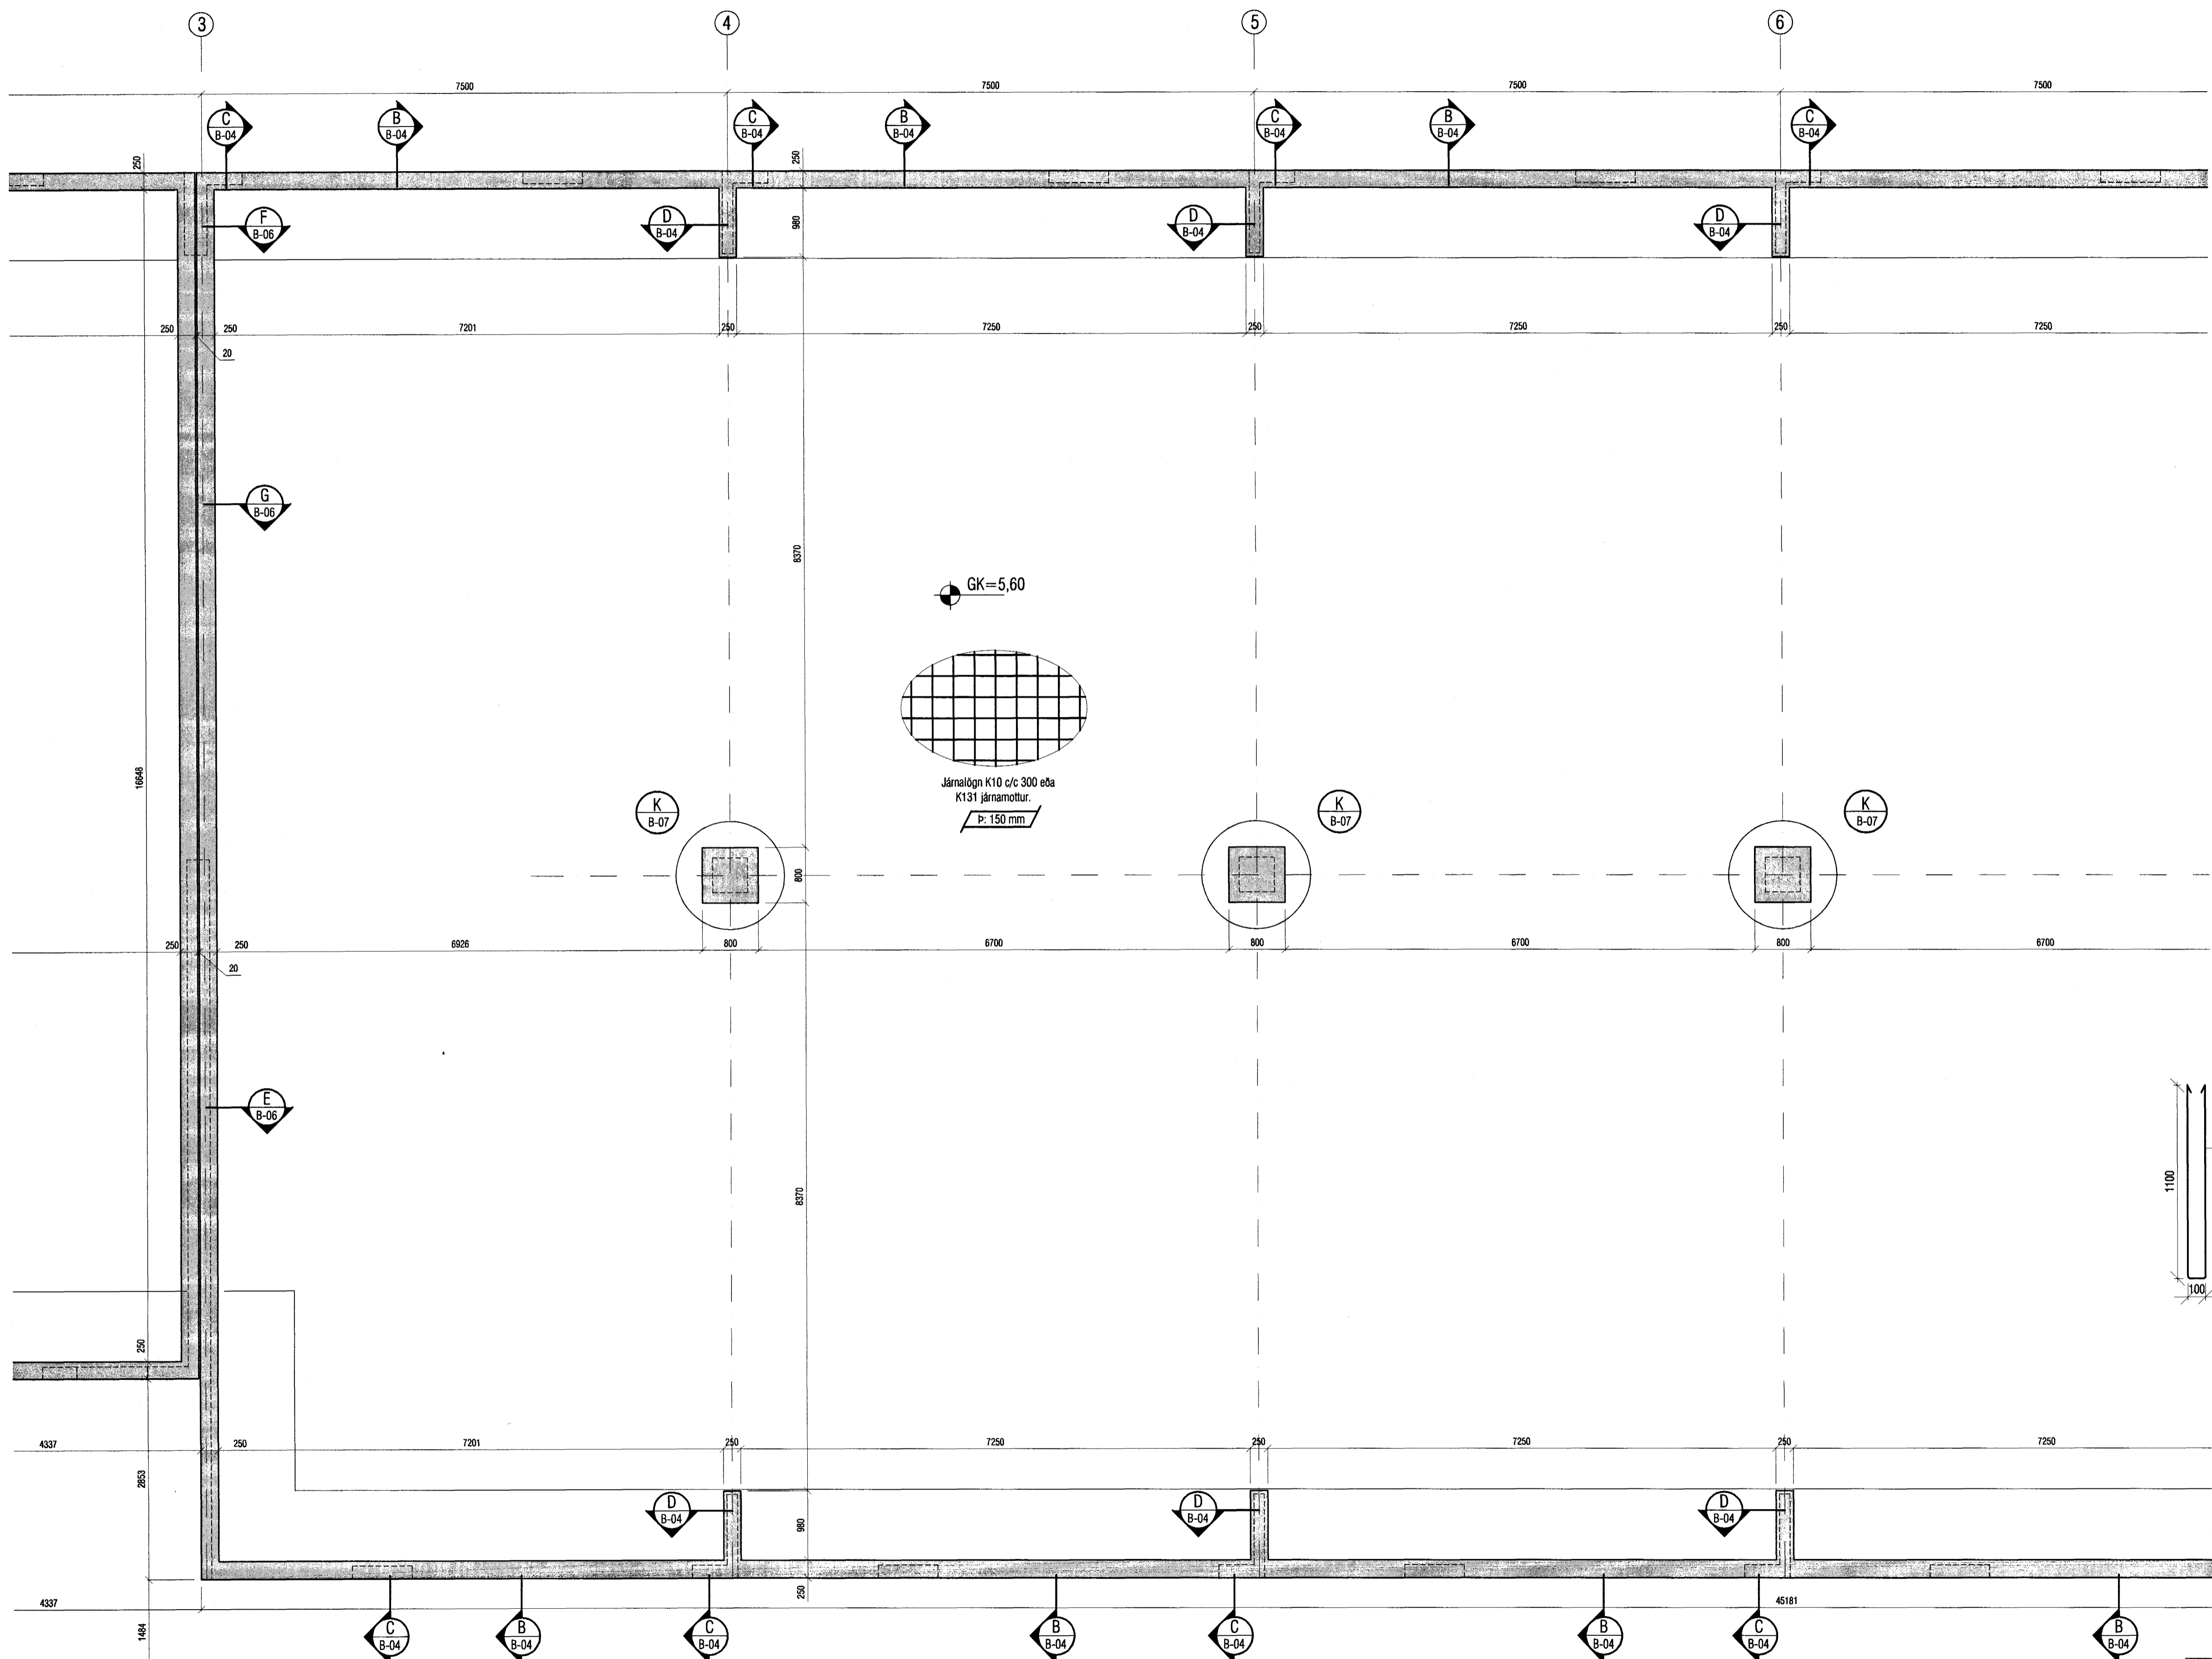 3 4 5 6
7500 7500 7500 7500
C B C B C B C
B-04 B-04 B-04 B-04 B-04 B-04 B-04
250 250
F D D D
B-06 B-04 B-04 B-04
980
250 250 7201 250 7250 250 7250 250 7250
20
G
B-06
8370
GK=5,60
16648
Járnalögn K10 c/c 300 eða
K131 járnamottur.
Þ: 150 mm
K K K
B-07 B-07 B-07
800
250 250 6926 800 6700 800 6700 800 6700
20
E
B-06
1100
8370
100
250
4337 250 7201 250 7250 250 7250 250 7250
2853
D D D
B-04 B-04 B-04
980
250
4337 45181
1484
C B C B C B C B
B-04 B-04 B-04 B-04 B-04 B-04 B-04 B-04